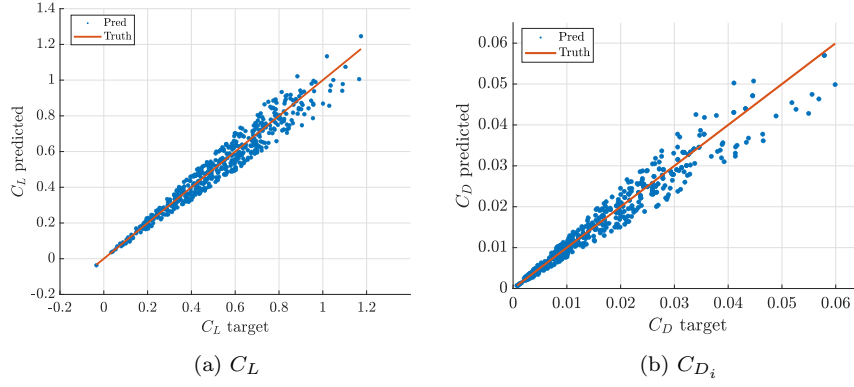 1.4
1.2
1
0.8
0.6
0.4
0.2
0
-0.2
-0.2 0 0.2 0.4 0.6 0.8 1 1.2
C_L predicted
C_L target
Pred
Truth
(a) C_L
0.06
0.05
0.04
0.03
0.02
0.01
0
0 0.01 0.02 0.03 0.04 0.05 0.06
C_D predicted
C_D target
Pred
Truth
(b) C_{D_i}